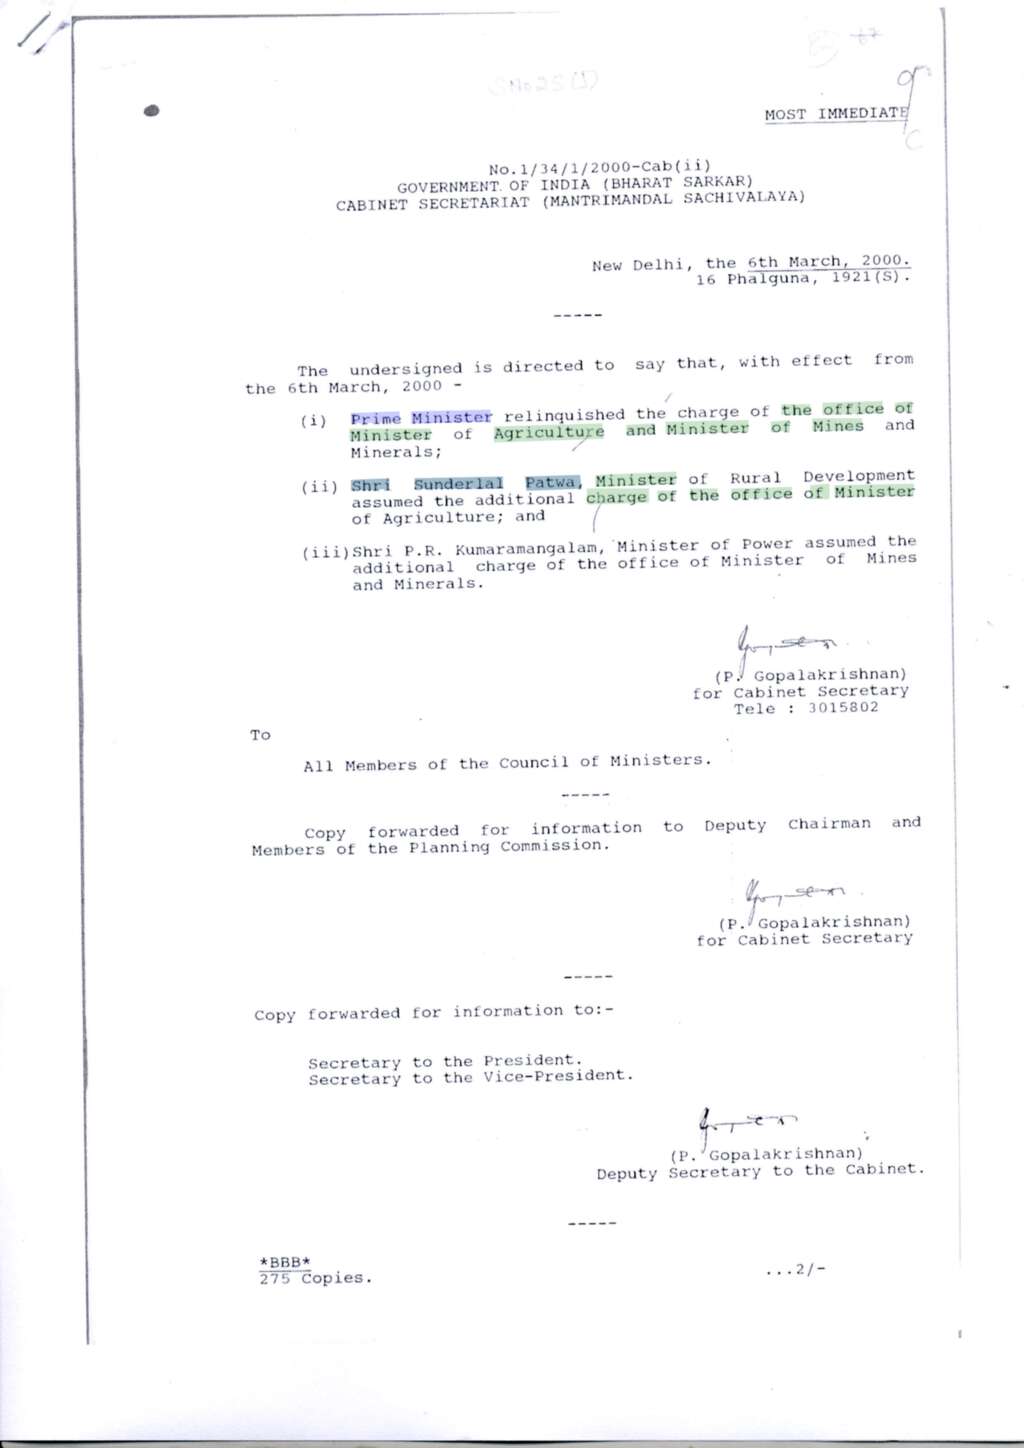 SNo25(1)
MOST IMMEDIATE
No.1/34/1/2000-Cab(ii)
GOVERNMENT OF INDIA (BHARAT SARKAR)
CABINET SECRETARIAT (MANTRIMANDAL SACHIVALAYA)
New Delhi, the 6th March, 2000.
16 Phalguna, 1921(S).
-----
The undersigned is directed to say that, with effect from
the 6th March, 2000 -
(i) Prime Minister relinquished the charge of the office of
Minister of Agriculture and Minister of Mines and
Minerals;
(ii) Shri Sunderlal Patwa, Minister of Rural Development
assumed the additional charge of the office of Minister
of Agriculture; and
(iii)Shri P.R. Kumaramangalam, Minister of Power assumed the
additional charge of the office of Minister of Mines
and Minerals.
(P. Gopalakrishnan)
for Cabinet Secretary
Tele : 3015802
To
All Members of the Council of Ministers.
-----
Copy forwarded for information to Deputy Chairman and
Members of the Planning Commission.
(P. Gopalakrishnan)
for Cabinet Secretary
-----
Copy forwarded for information to:-
Secretary to the President.
Secretary to the Vice-President.
(P. Gopalakrishnan)
Deputy Secretary to the Cabinet.
-----
*BBB*
275 Copies.
...2/-